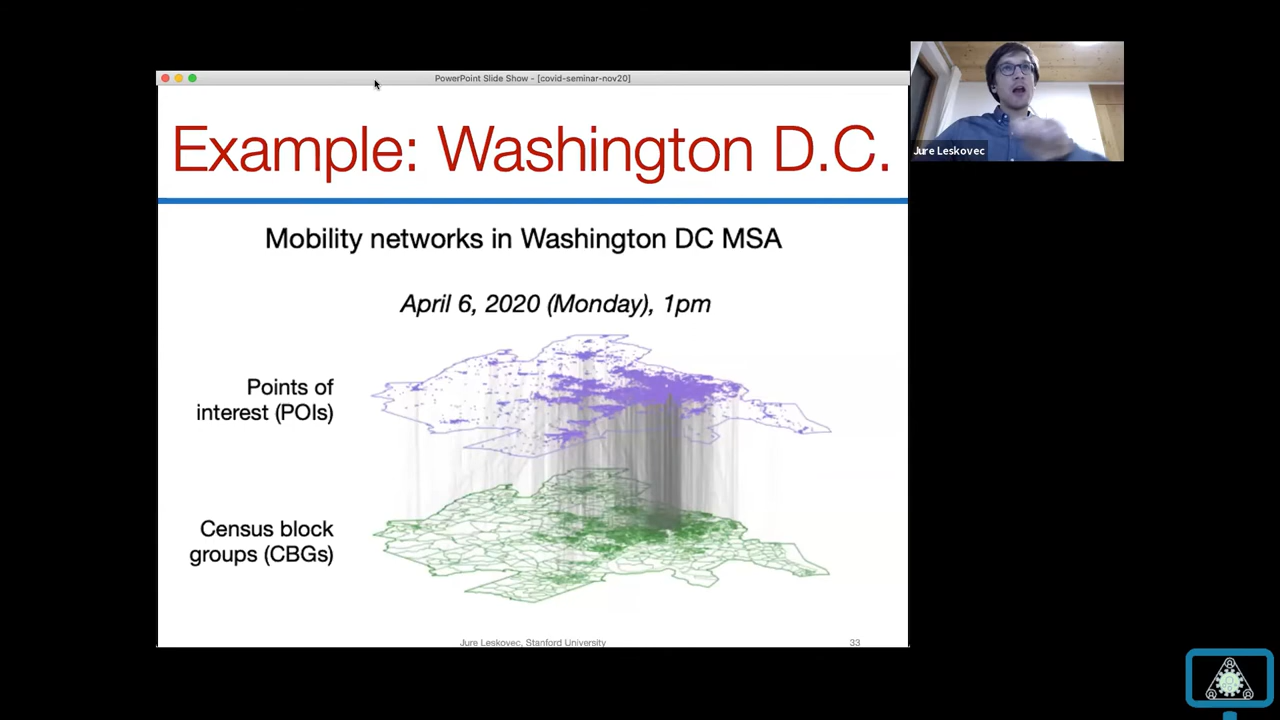 PowerPoint Slide Show - [covid-seminar-nov20]
Example: Washington D.C.
Jure Leskovec
Mobility networks in Washington DC MSA
April 6, 2020 (Monday), 1pm
Points of
interest (POIs)
Census block
groups (CBGs)
Jure Leskovec, Stanford University
33